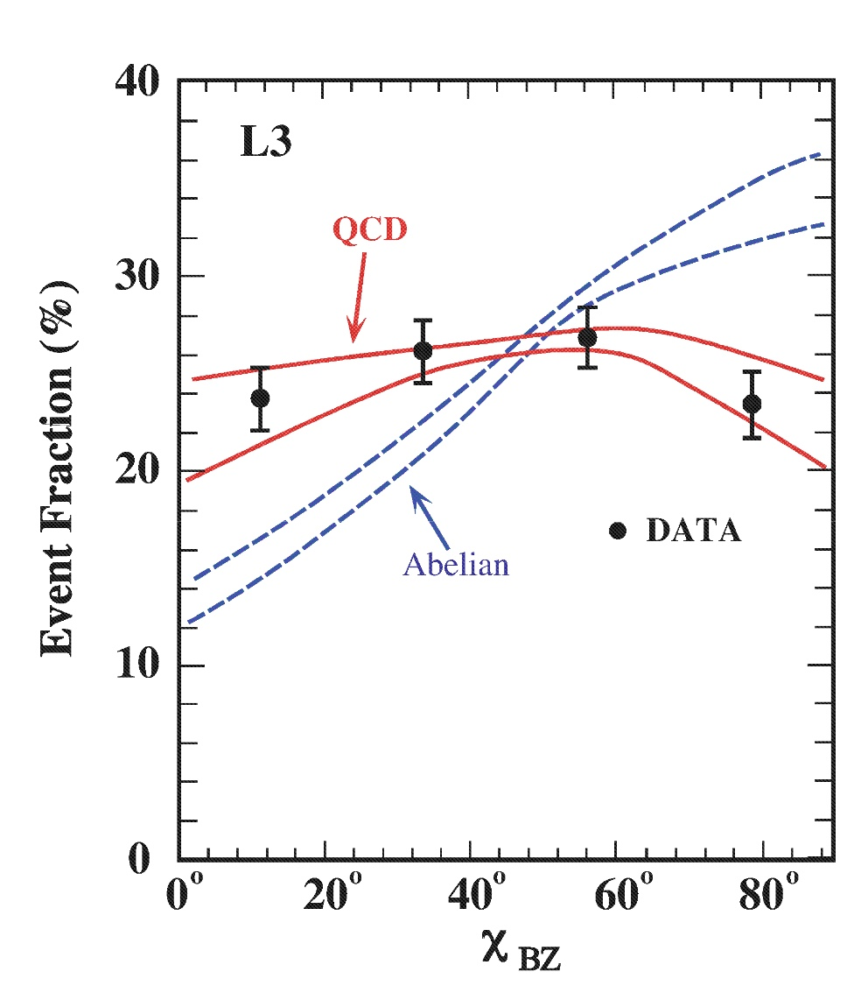 40
L3
QCD
30
Event Fraction (%)
20
DATA
Abelian
10
0
0° 20° 40° 60° 80°
χ BZ